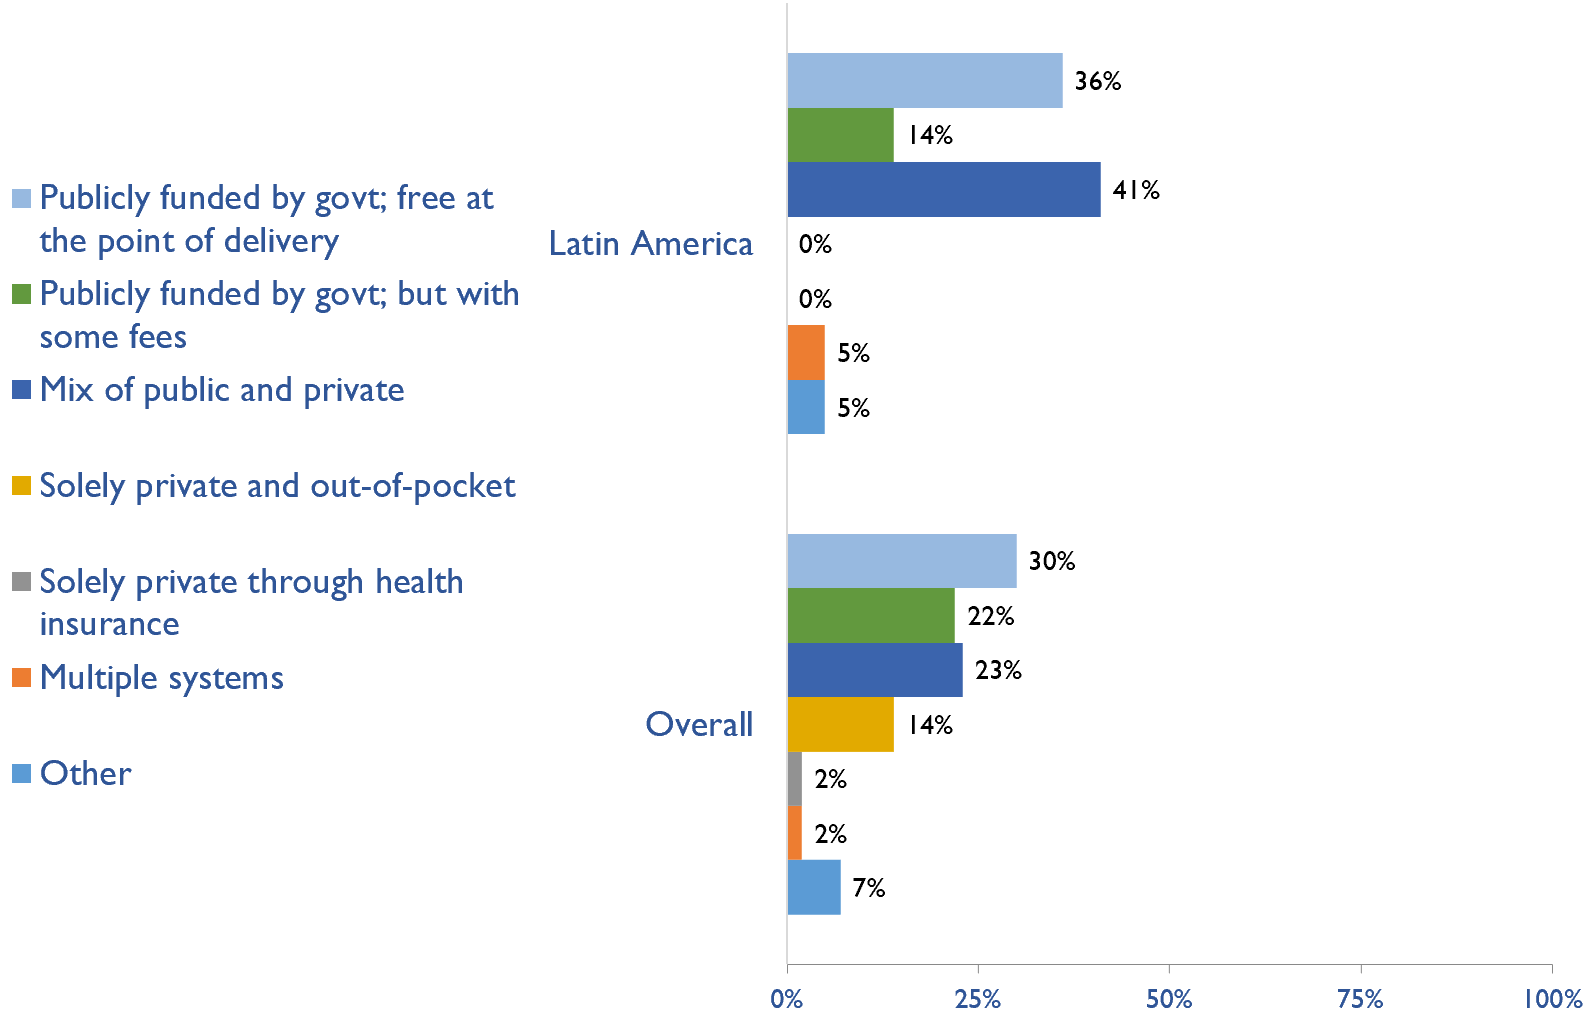 Publicly funded by govt; free at
the point of delivery
Publicly funded by govt; but with
some fees
Mix of public and private
Solely private and out-of-pocket
Solely private through health
insurance
Multiple systems
Other
Latin America
36%
14%
41%
0%
0%
5%
5%
Overall
30%
22%
23%
14%
2%
2%
7%
0%
25%
50%
75%
100%